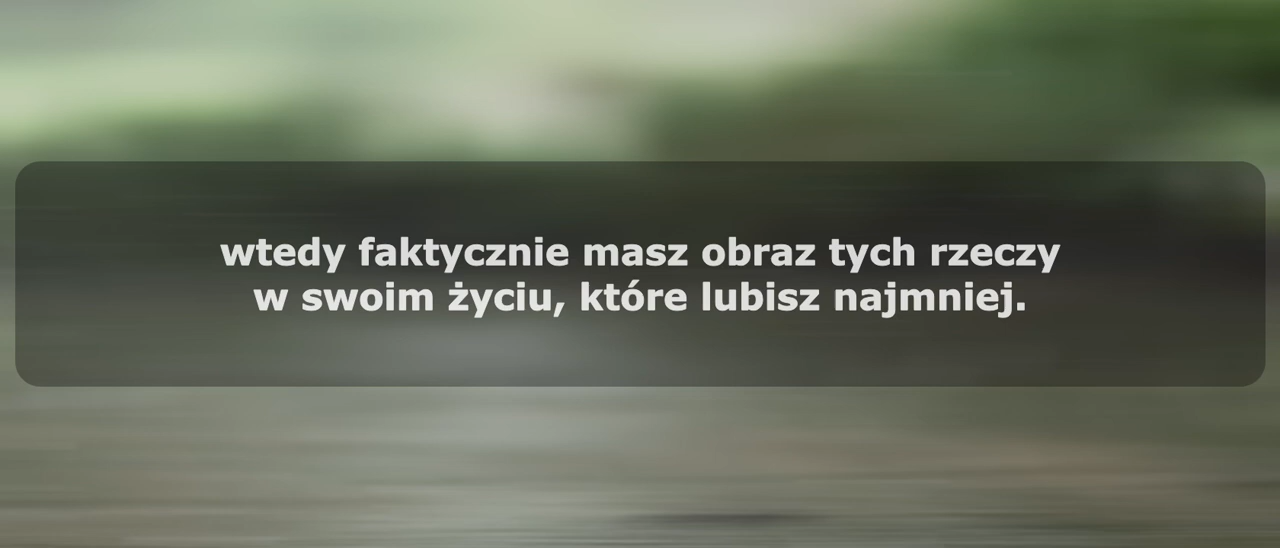 wtedy faktycznie masz obraz tych rzeczy
w swoim życiu, które lubisz najmniej.